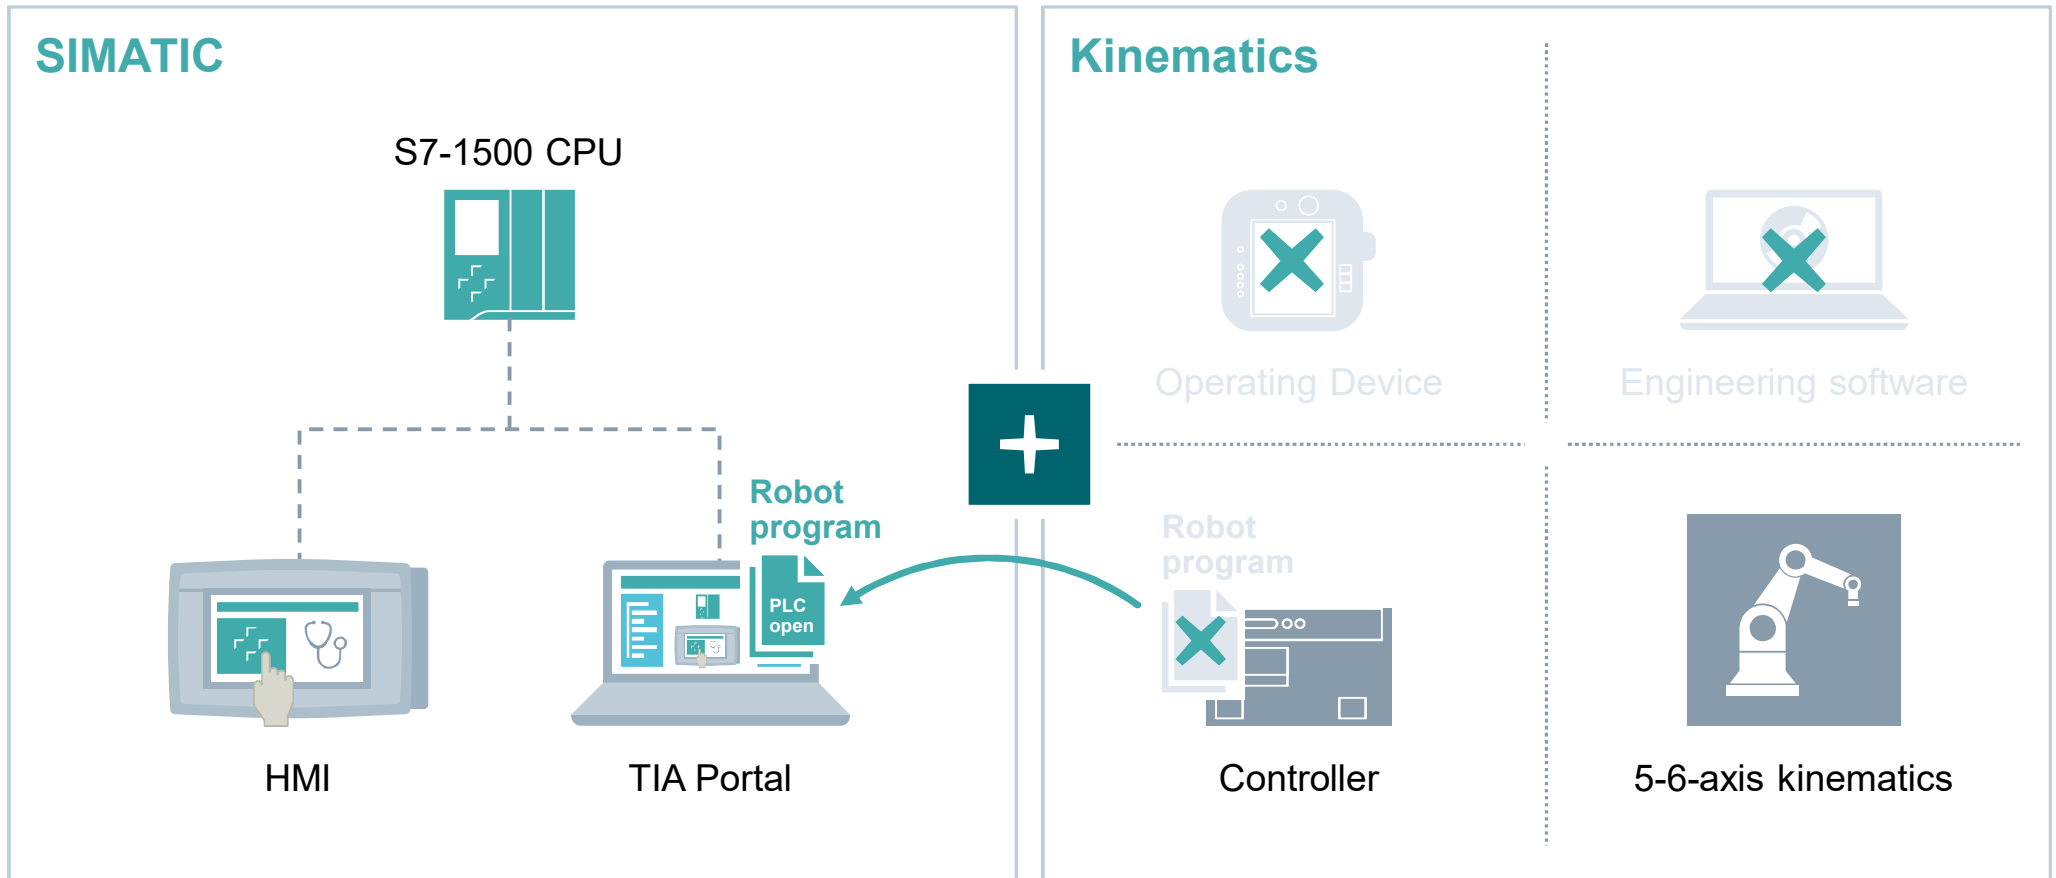 SIMATIC
S7-1500 CPU
Robot
program
PLC
open
HMI
TIA Portal
Kinematics
Operating Device
Engineering software
Robot
program
Controller
5-6-axis kinematics